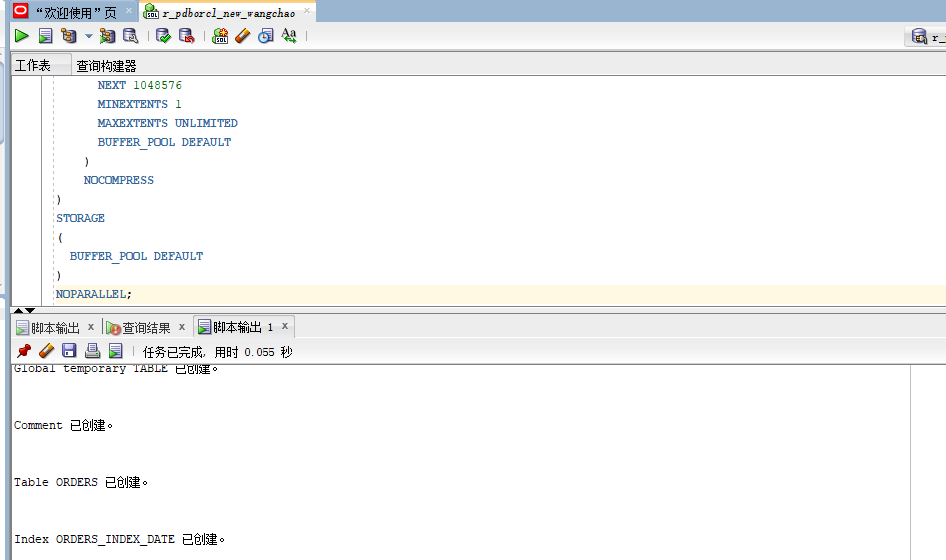 “欢迎使用”页
r_pdborcl_new_wangchao
工作表
查询构建器
NEXT 1048576
MINEXTENTS 1
MAXEXTENTS UNLIMITED
BUFFER_POOL DEFAULT
)
NOCOMPRESS
)
STORAGE
(
BUFFER_POOL DEFAULT
)
NOPARALLEL;
脚本输出 x 查询结果 x 脚本输出 1 x
任务已完成, 用时 0.055 秒
Global temporary TABLE 已创建。
Comment 已创建。
Table ORDERS 已创建。
Index ORDERS_INDEX_DATE 已创建。